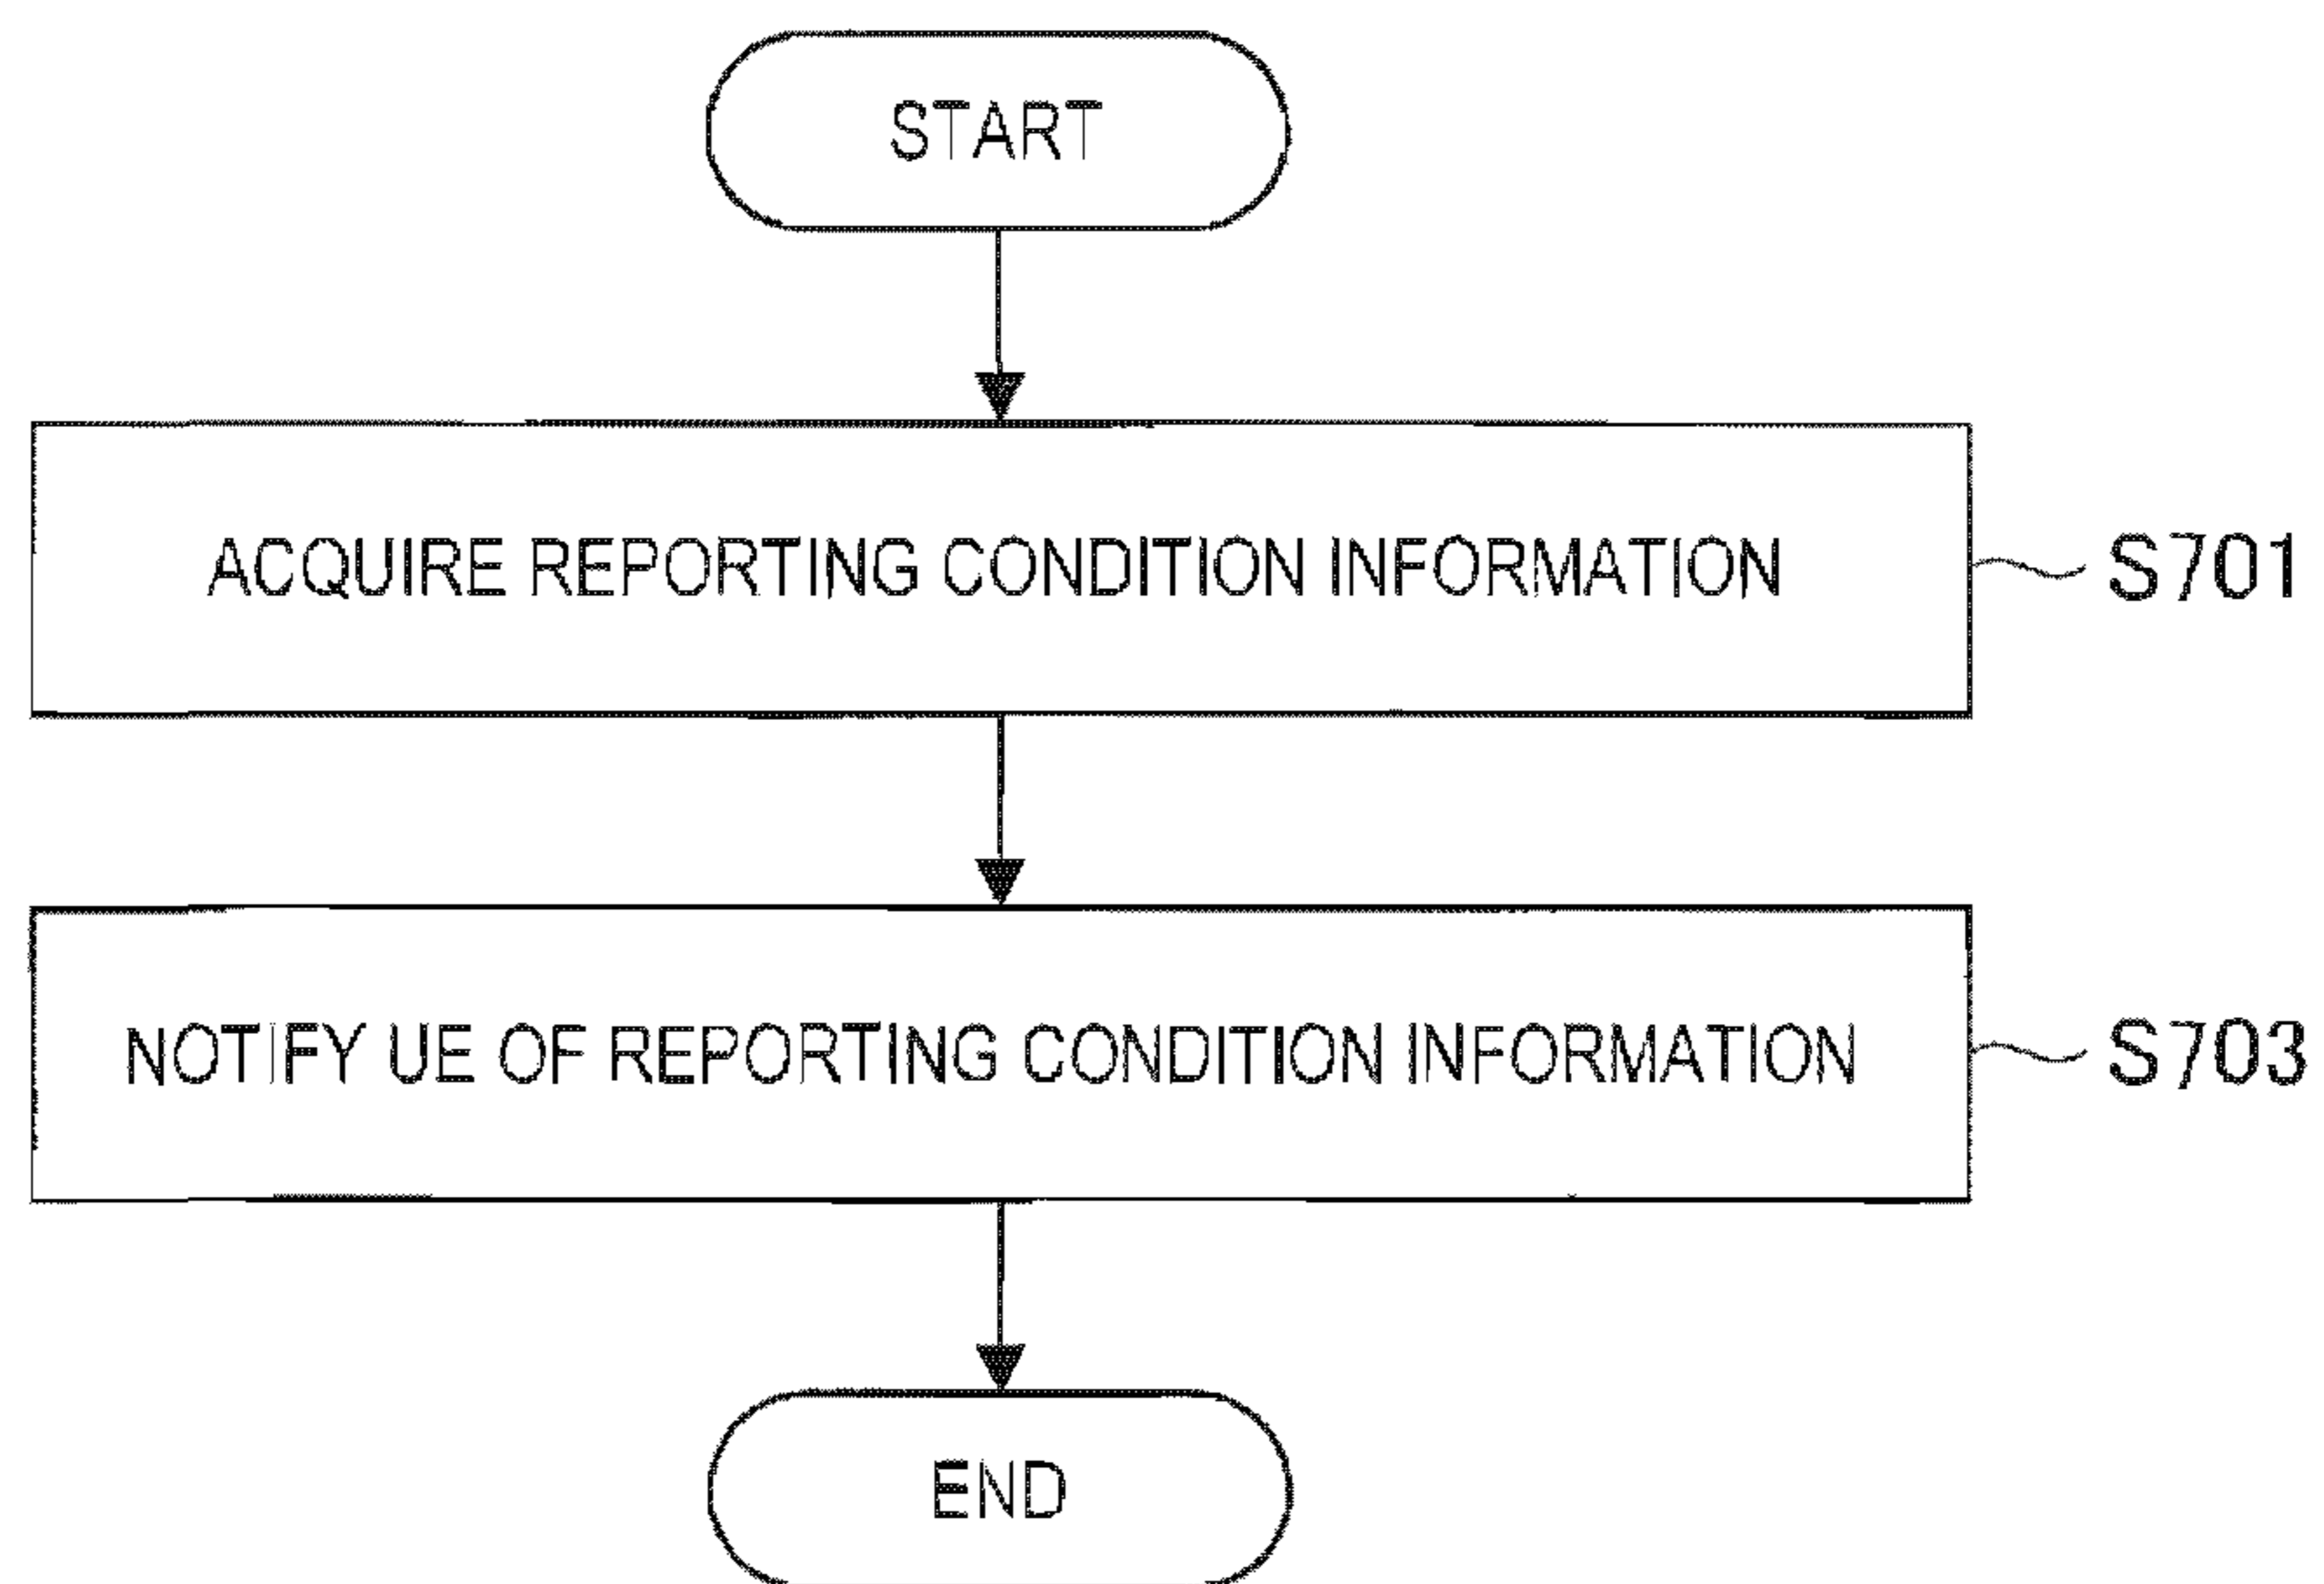 START
ACQUIRE REPORTING CONDITION INFORMATION
S701
NOTIFY UE OF REPORTING CONDITION INFORMATION
S703
END